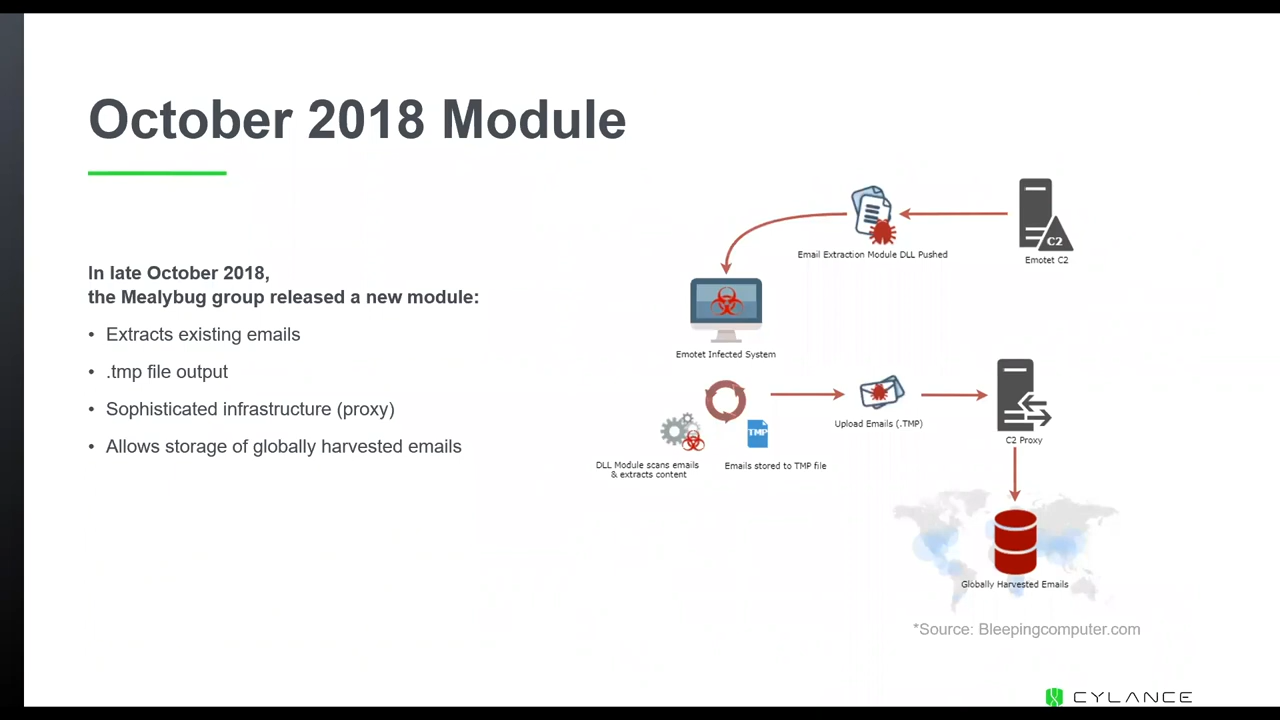 October 2018 Module
In late October 2018,
the Mealybug group released a new module:
• Extracts existing emails
• .tmp file output
• Sophisticated infrastructure (proxy)
• Allows storage of globally harvested emails
C2
Email Extraction Module DLL Pushed
Emotet C2
Emotet Infected System
TMP
Upload Emails (.TMP)
C2 Proxy
DLL Module scans emails
& extracts content
Emails stored to TMP file
Globally Harvested Emails
*Source: Bleepingcomputer.com
CYLANCE